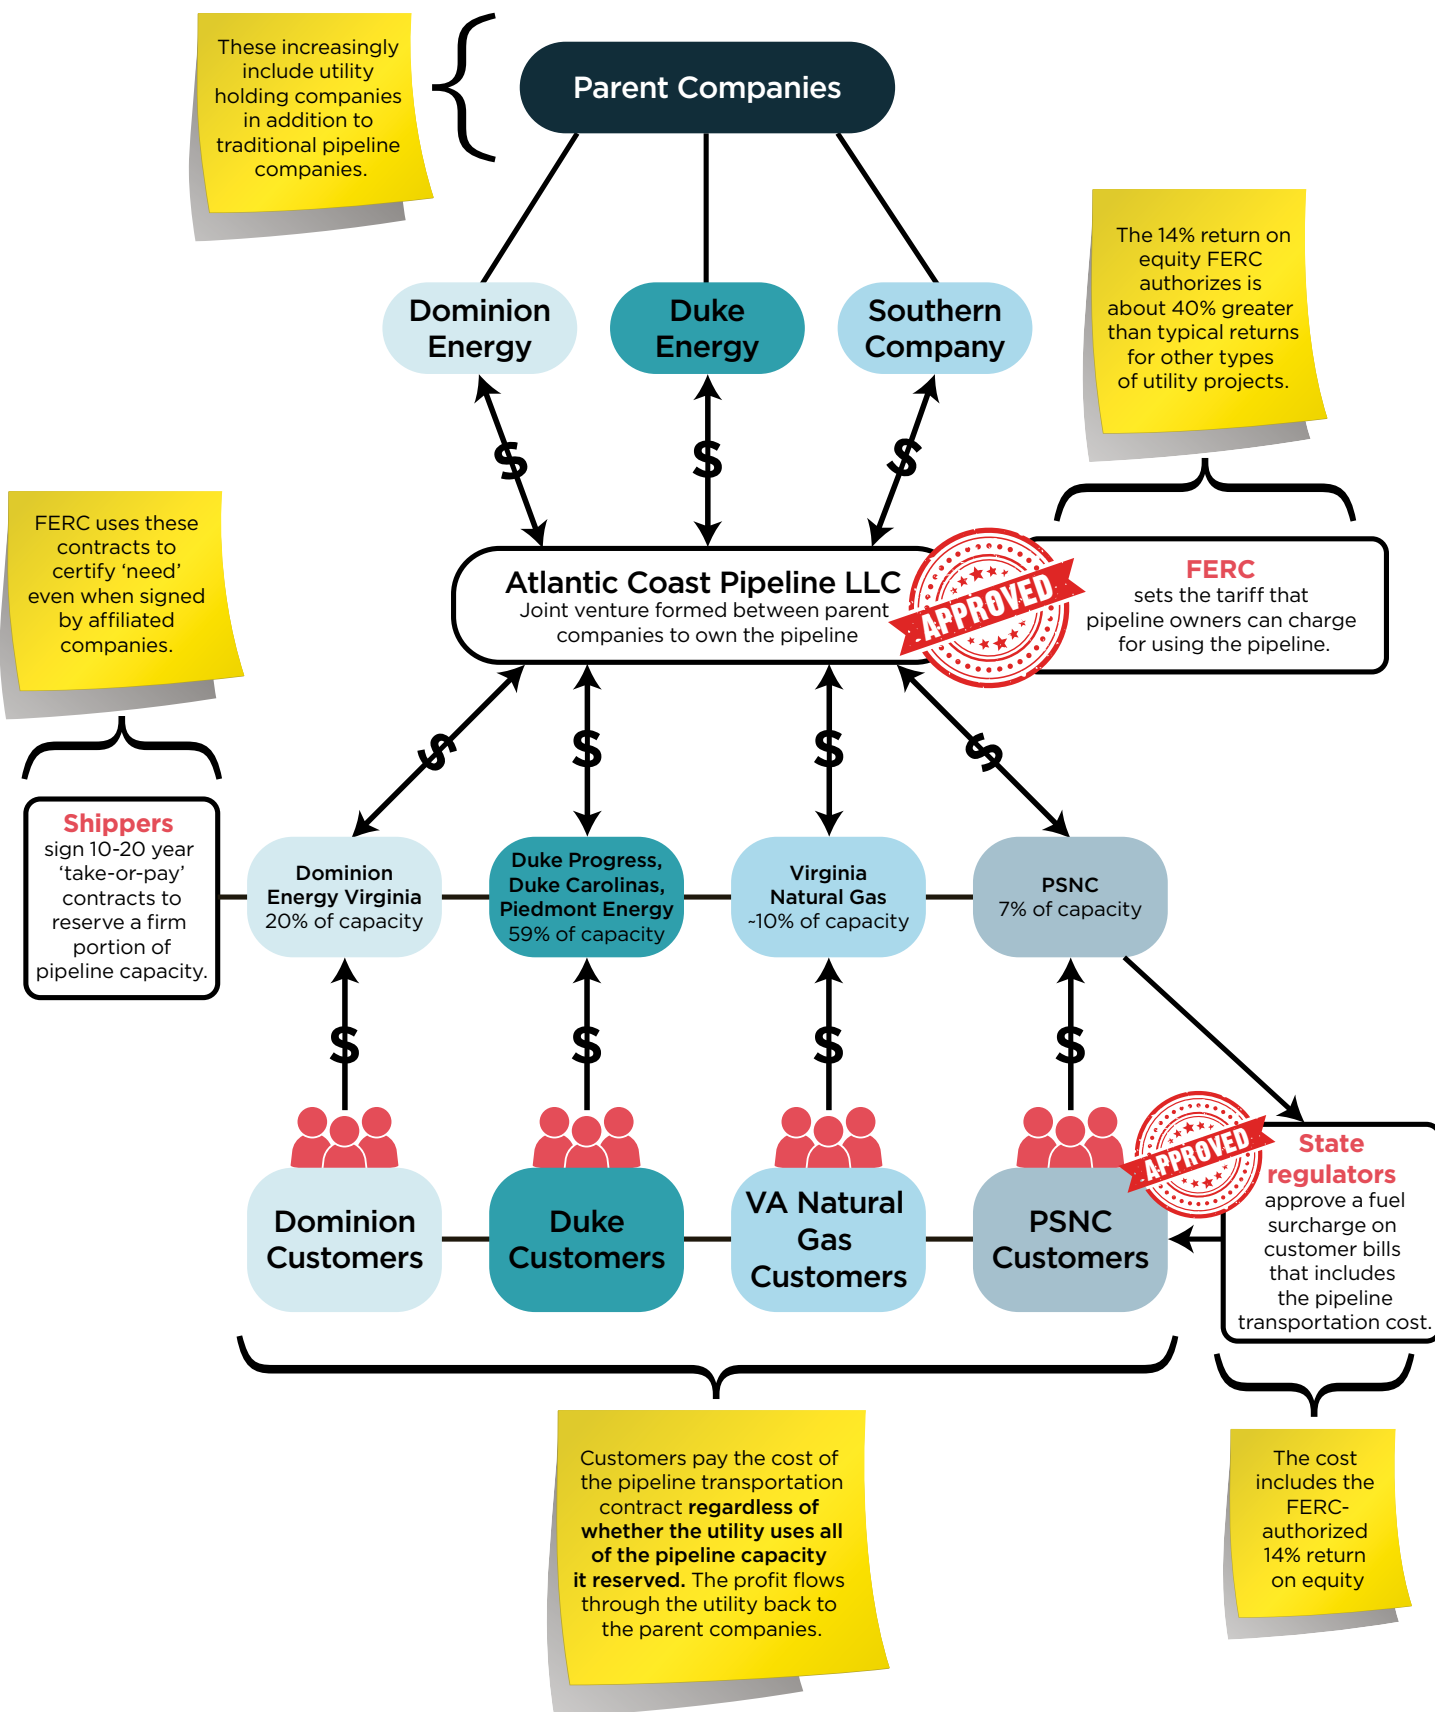 These increasingly
include utility
holding companies
in addition to
traditional pipeline
companies.
Parent Companies
The 14% return on
equity FERC
authorizes is
about 40% greater
than typical returns
for other types
of utility projects.
Dominion
Energy
Duke
Energy
Southern
Company
$
$
$
FERC uses these
contracts to
certify ‘need’
even when signed
by affiliated
companies.
Atlantic Coast Pipeline LLC
Joint venture formed between parent
companies to own the pipeline
APPROVED
FERC
sets the tariff that
pipeline owners can charge
for using the pipeline.
$
$
$
$
Shippers
sign 10-20 year
‘take-or-pay’
contracts to
reserve a firm
portion of
pipeline capacity.
Dominion
Energy Virginia
20% of capacity
Duke Progress,
Duke Carolinas,
Piedmont Energy
59% of capacity
Virginia
Natural Gas
~10% of capacity
PSNC
7% of capacity
$
$
$
$
Dominion
Customers
Duke
Customers
VA Natural
Gas
Customers
PSNC
Customers
APPROVED
State
regulators
approve a fuel
surcharge on
customer bills
that includes
the pipeline
transportation cost.
Customers pay the cost of
the pipeline transportation
contract regardless of
whether the utility uses all
of the pipeline capacity
it reserved. The profit flows
through the utility back to
the parent companies.
The cost
includes the
FERC-
authorized
14% return
on equity